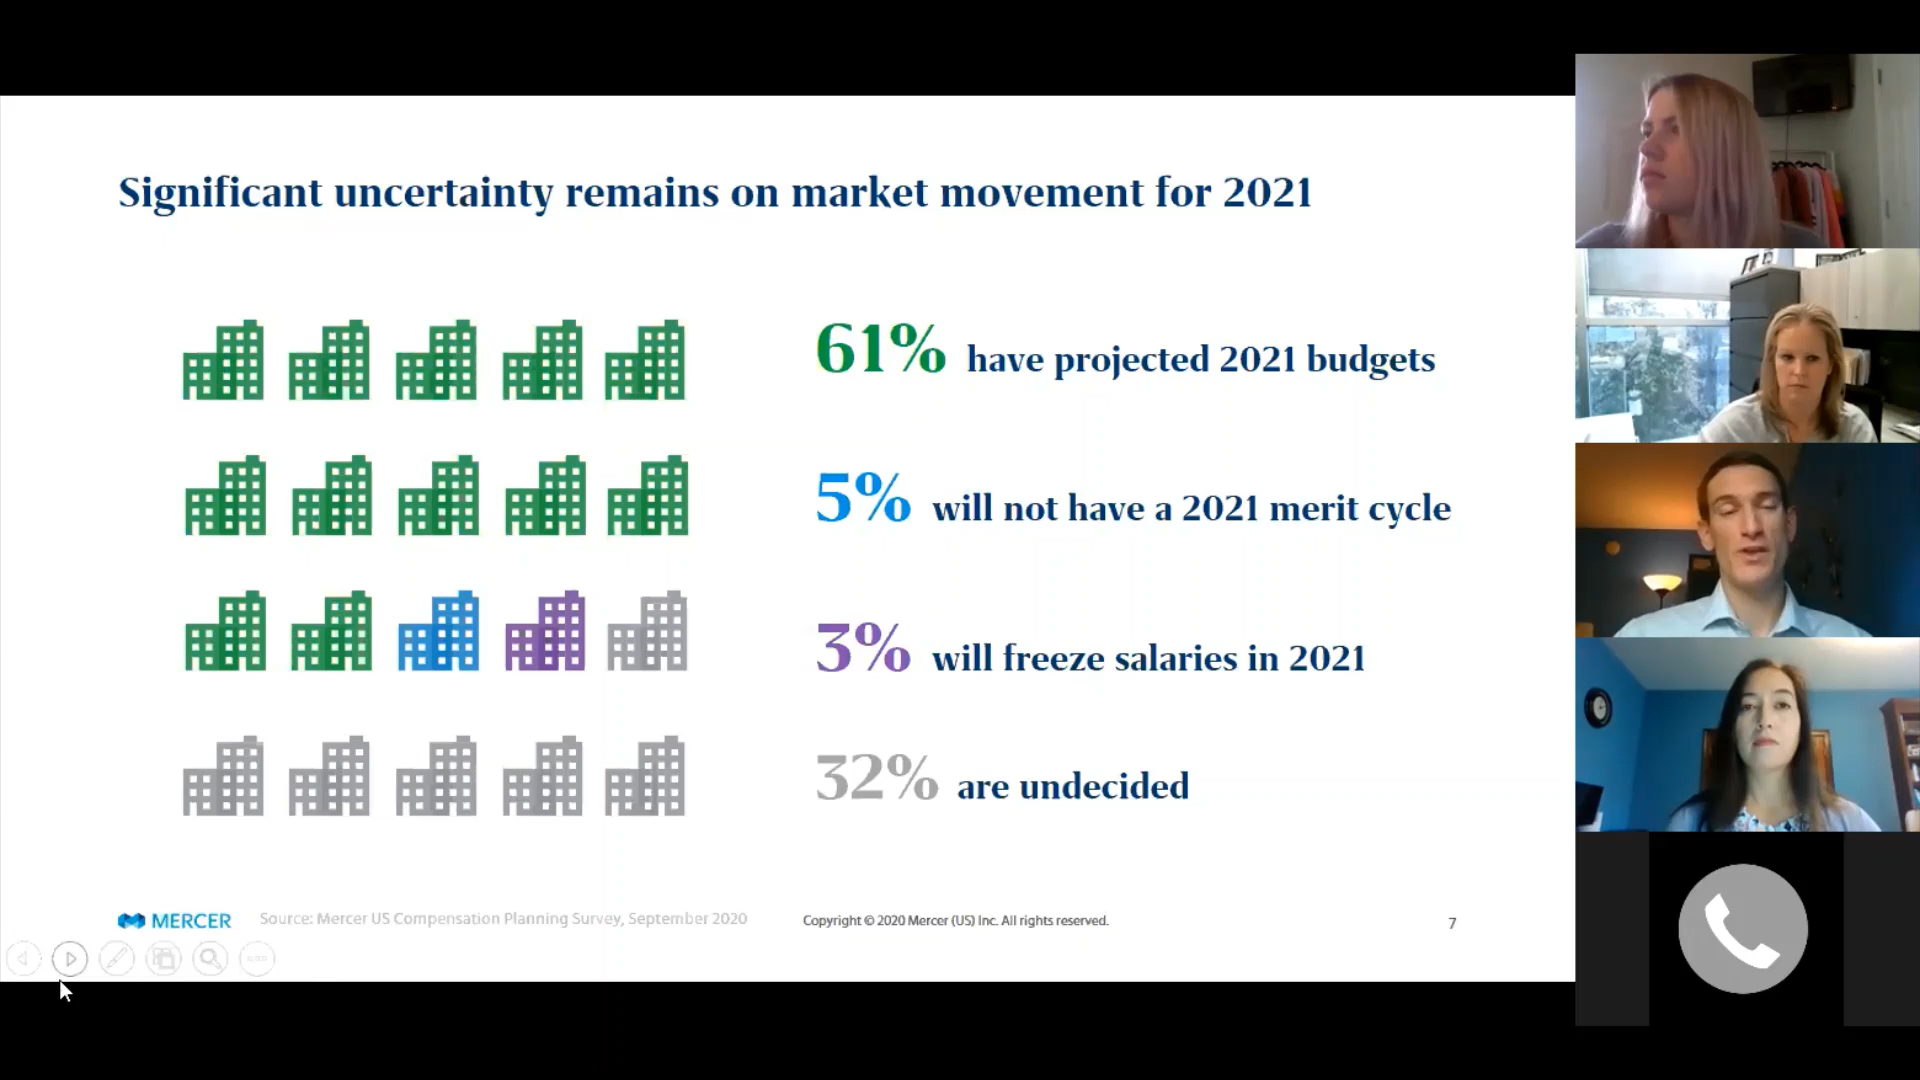 Significant uncertainty remains on market movement for 2021
61% have projected 2021 budgets
5% will not have a 2021 merit cycle
3% will freeze salaries in 2021
32% are undecided
MERCER Source: Mercer US Compensation Planning Survey, September 2020 Copyright © 2020 Mercer (US) Inc. All rights reserved. 7